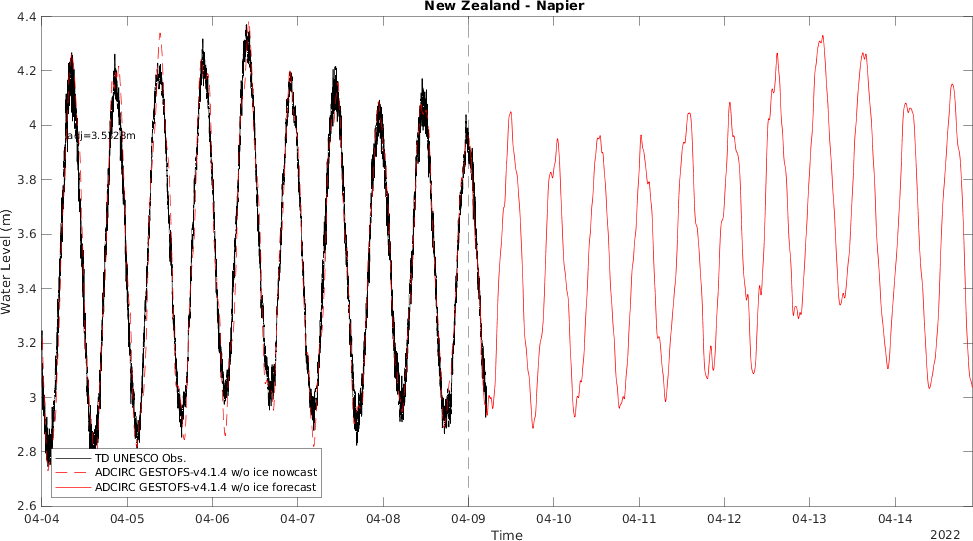 New Zealand - Napier
4.4
4.2
4
3.8
3.6
3.4
3.2
3
2.8
2.6
Water Level (m)
TD UNESCO Obs.
ADCIRC GESTOFS-v4.1.4 w/o ice nowcast
ADCIRC GESTOFS-v4.1.4 w/o ice forecast
04-04 04-05 04-06 04-07 04-08 04-09 04-10 04-11 04-12 04-13 04-14
Time
2022